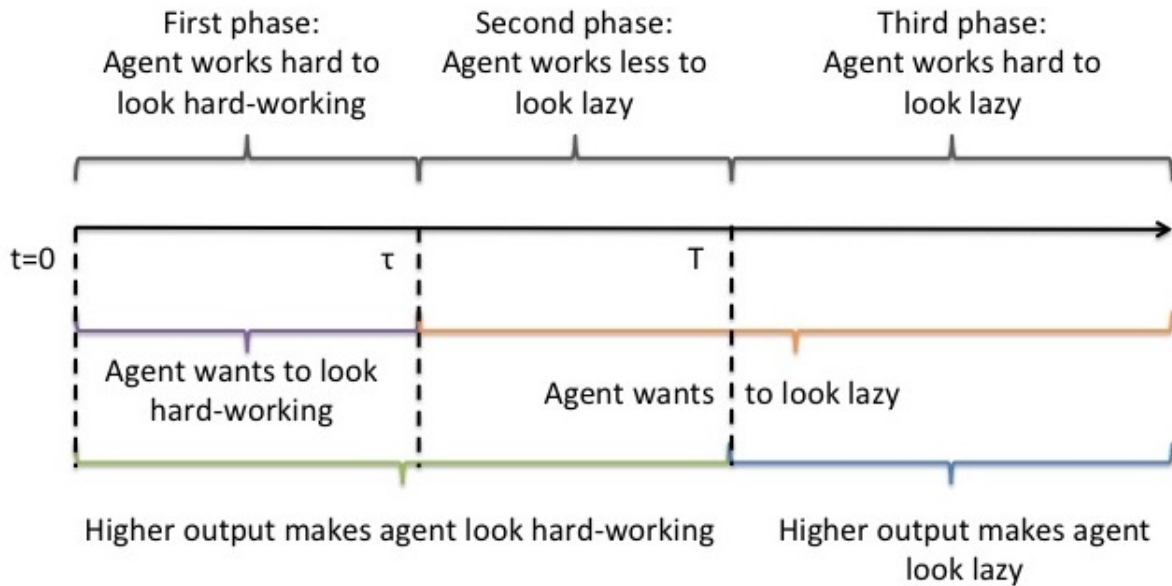 First phase:
Agent works hard to
look hard-working
Second phase:
Agent works less to
look lazy
Third phase:
Agent works hard to
look lazy
t=0
τ
T
Agent wants to look
hard-working
Agent wants to look lazy
Higher output makes agent look hard-working
Higher output makes agent
look lazy